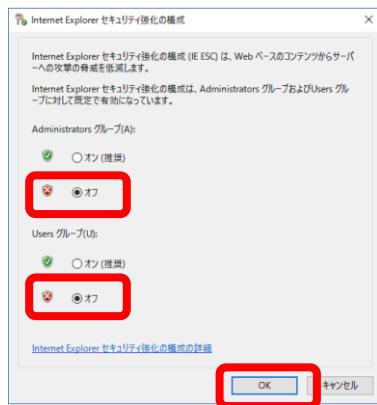 Internet Explorer セキュリティ強化の構成
Internet Explorer セキュリティ強化の構成 (IE ESC) は、Web ベースのコンテンツからサーバ
ーへの攻撃の脅威を低減します。
Internet Explorer セキュリティ強化の構成は、Administrators グループおよびUsers グル
ープに対して既定で有効になっています。
Administrators グループ(A):
オン (推奨)
オフ
Users グループ(U):
オン (推奨)
オフ
Internet Explorer セキュリティ強化の構成の詳細
OK
キャンセル